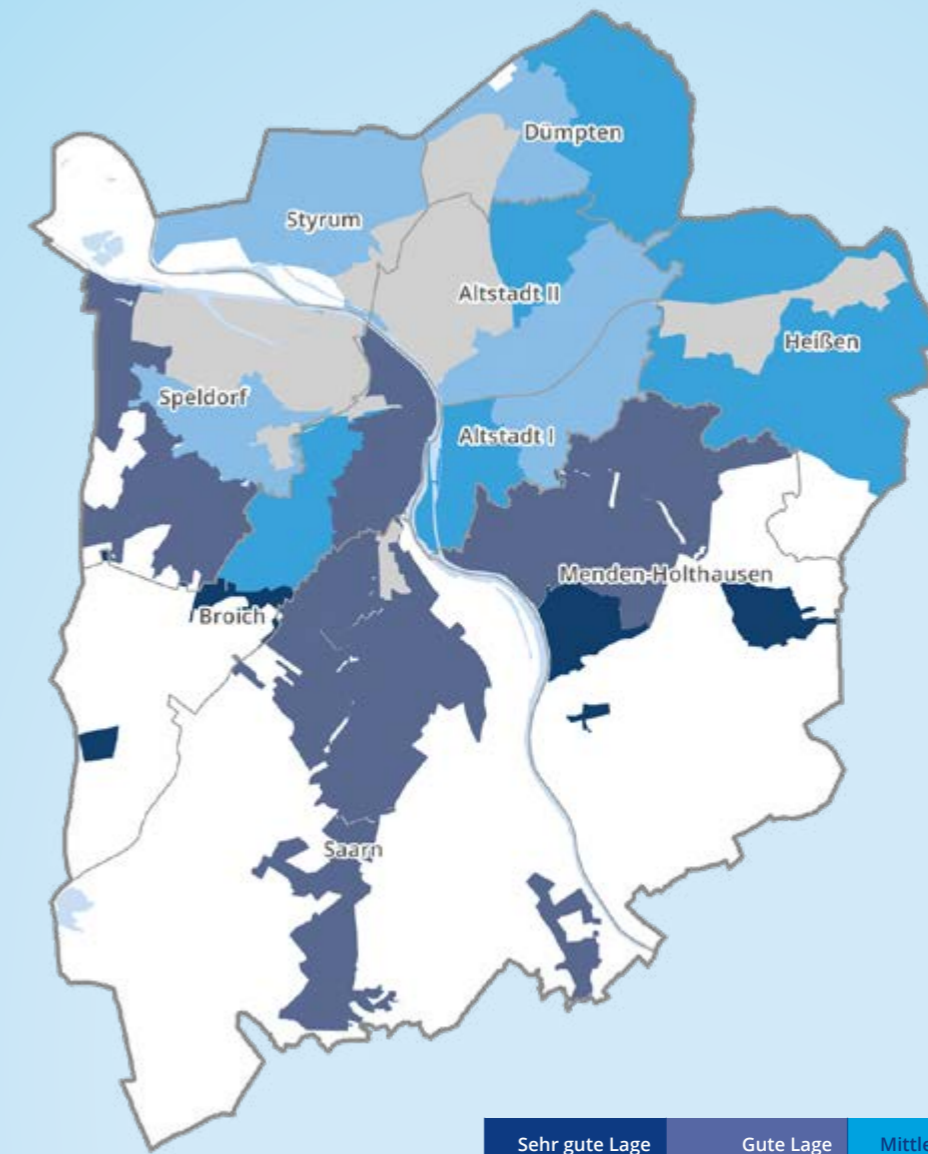 Dümpten
Styrum
Altstadt II
Heißen
Speldorf
Altstadt I
Menden-Holthausen
Broich
Saarn
Sehr gute Lage
Gute Lage